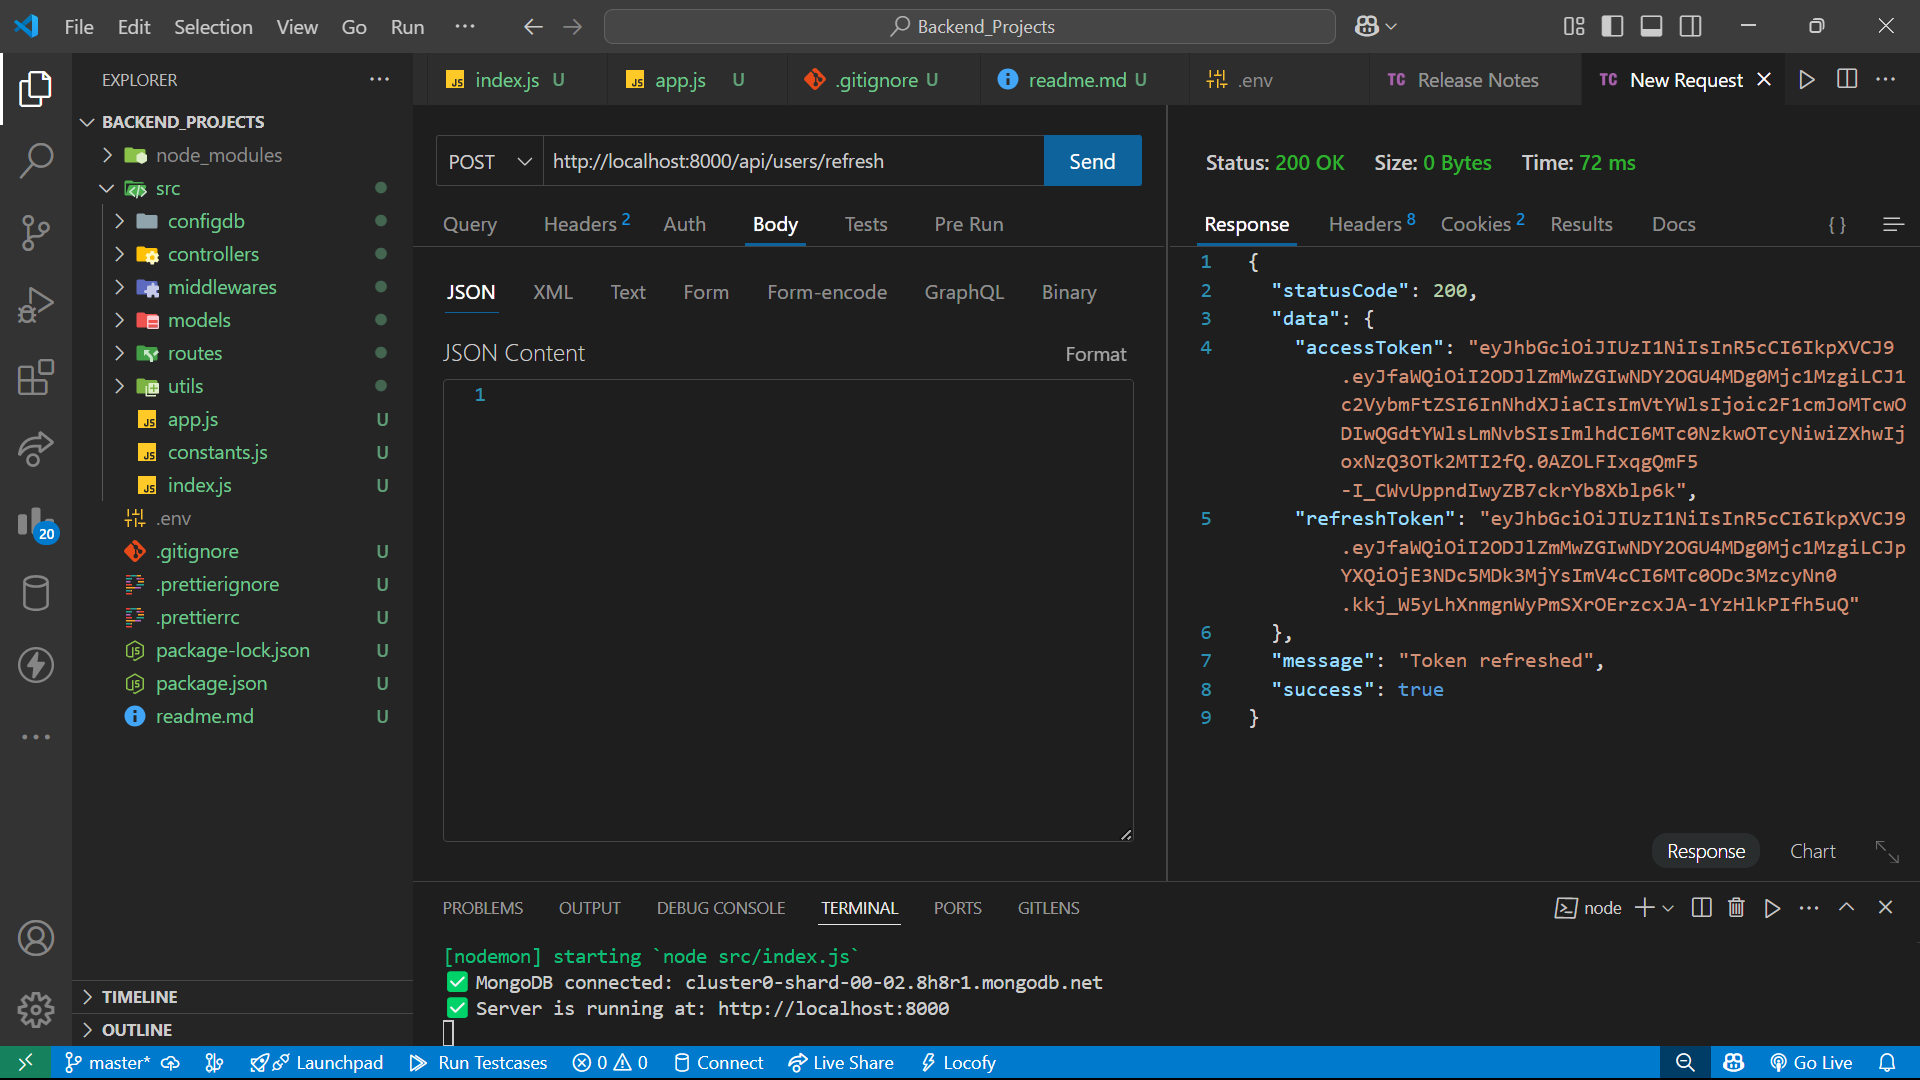 File Edit Selection View Go Run ··· Backend_Projects
EXPLORER ···
index.js U app.js U .gitignore U readme.md U .env TC Release Notes TC New Request
BACKEND_PROJECTS
node_modules
src
configdb
controllers
middlewares
models
routes
utils
JS app.js U
JS constants.js U
JS index.js U
.env
.gitignore U
.prettierignore U
.prettierrc U
package-lock.json U
package.json U
readme.md U
TIMELINE
OUTLINE
20
POST http://localhost:8000/api/users/refresh Send
Query Headers 2 Auth Body Tests Pre Run
JSON XML Text Form Form-encode GraphQL Binary
JSON Content Format
1
Status: 200 OK Size: 0 Bytes Time: 72 ms
Response Headers 8 Cookies 2 Results Docs { }
1 {
2 "statusCode": 200,
3 "data": {
4 "accessToken": "eyJhbGciOiJIUzI1NiIsInR5cCI6IkpXVCJ9
.eyJfaWQiOiI2ODJlZmMwZGIwNDY2OGU4MDg0Mjc1MzgiLCJ1
c2VybmFtZSI6InNhdXJiaCIsImVtYWlsIjoic2F1cmJoMTcwO
DIwQGdtYWlsLmNvbSIsImlhdCI6MTc0NzkwOTcyNiwiZXhwIj
oxNzQ3OTk2MTI2fQ.0AZOLFIxqgQmF5
-I_CWvUppndIwyZB7ckrYb8Xblp6k",
5 "refreshToken": "eyJhbGciOiJIUzI1NiIsInR5cCI6IkpXVCJ9
.eyJfaWQiOiI2ODJlZmMwZGIwNDY2OGU4MDg0Mjc1MzgiLCJp
YXQiOjE3NDc5MDk3MjYsImV4cCI6MTc0ODc3MzcyNn0
.kkj_W5yLhXnmgnWyPmSXrOErzcxJA-1YzHlkPIfh5uQ"
6 },
7 "message": "Token refreshed",
8 "success": true
9 }
Response Chart
PROBLEMS OUTPUT DEBUG CONSOLE TERMINAL PORTS GITLENS node
[nodemon] starting `node src/index.js`
✅ MongoDB connected: cluster0-shard-00-02.8h8r1.mongodb.net
✅ Server is running at: http://localhost:8000
master* Launchpad Run Testcases 0 0 Connect Live Share Locofy Go Live